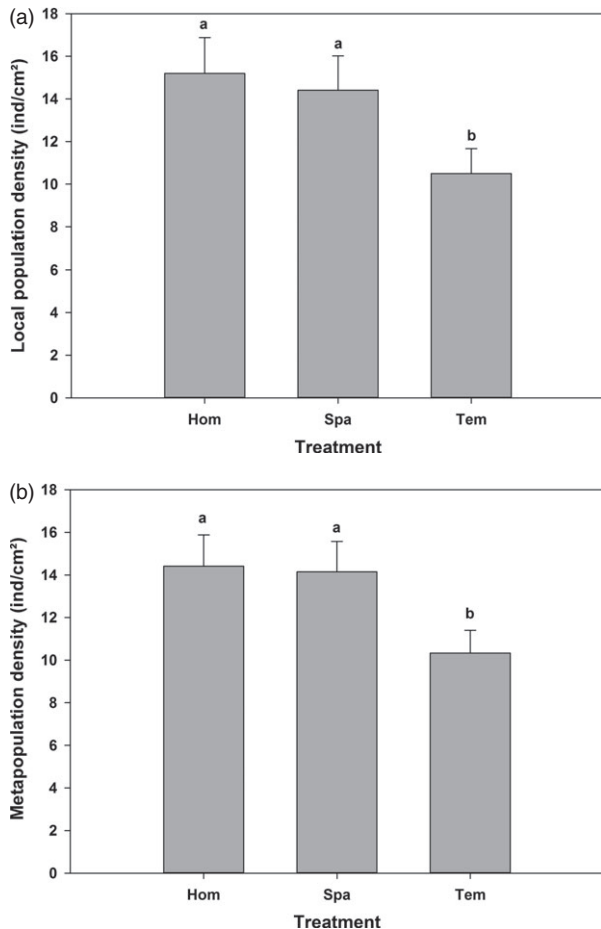 (a)
18
16
14
12
10
8
6
4
2
0
Local population density (ind/cm²)
a
a
b
Hom Spa Tem
Treatment
(b)
18
16
14
12
10
8
6
4
2
0
Metapopulation density (ind/cm²)
a
a
b
Hom Spa Tem
Treatment